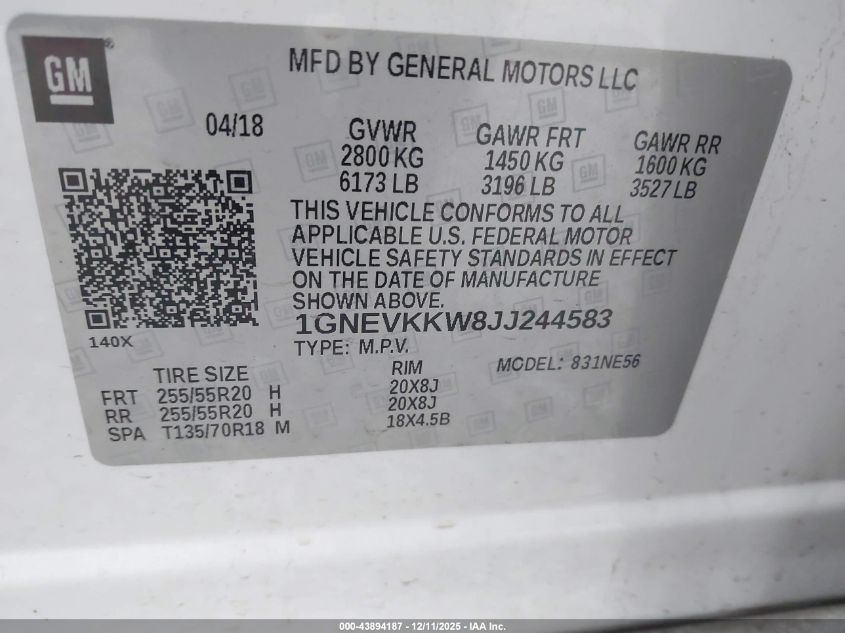 GM
MFD BY GENERAL MOTORS LLC
04/18
GVWR
2800 KG
6173 LB
GAWR FRT
1450 KG
3196 LB
GAWR RR
1600 KG
3527 LB
THIS VEHICLE CONFORMS TO ALL
APPLICABLE U.S. FEDERAL MOTOR
VEHICLE SAFETY STANDARDS IN EFFECT
ON THE DATE OF MANUFACTURE
SHOWN ABOVE.
1GNEVKKW8JJ244583
140X
TYPE: M.P.V.
MODEL: 831NE56
TIRE SIZE RIM
FRT 255/55R20 H 20X8J
RR 255/55R20 H 20X8J
SPA T135/70R18 M 18X4.5B
000-43894187 - 12/11/2025 - IAA Inc.